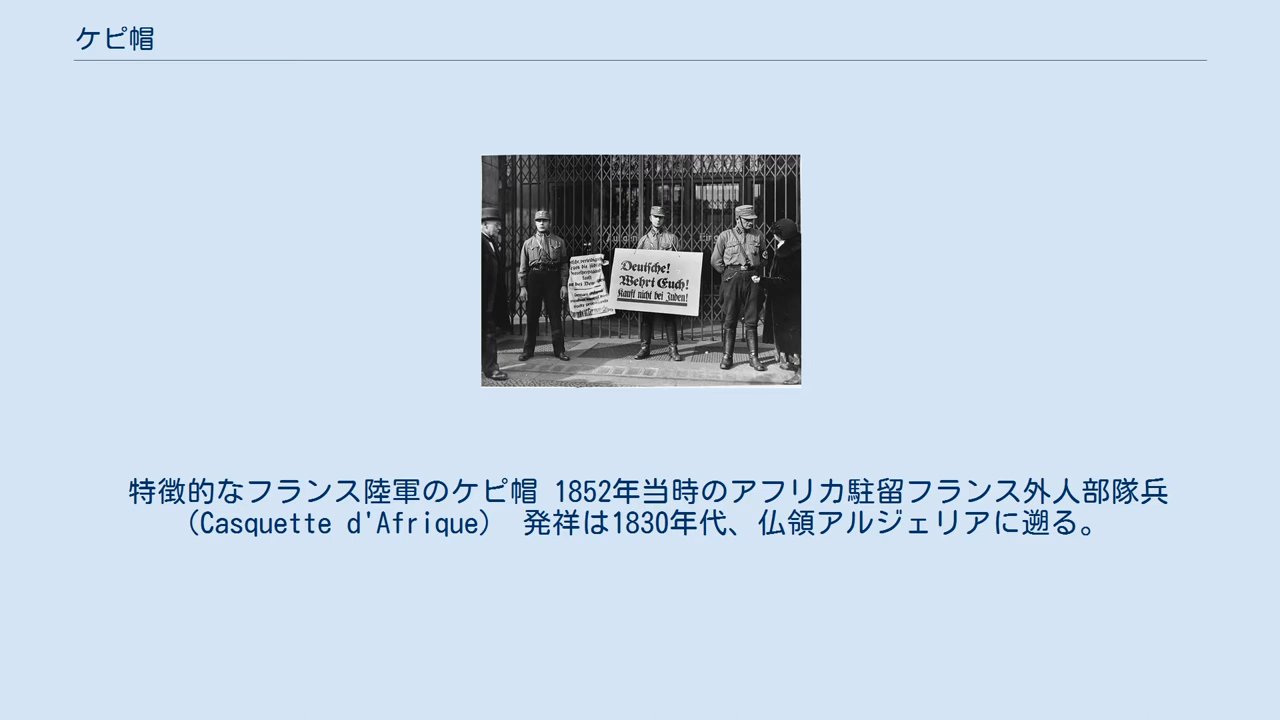 ケピ帽
Deutsche!
Wehrt Euch!
Kauft nicht bei Juden!
特徴的なフランス陸軍のケピ帽 1852年当時のアフリカ駐留フランス外人部隊兵
（Casquette d'Afrique） 発祥は1830年代、仏領アルジェリアに遡る。